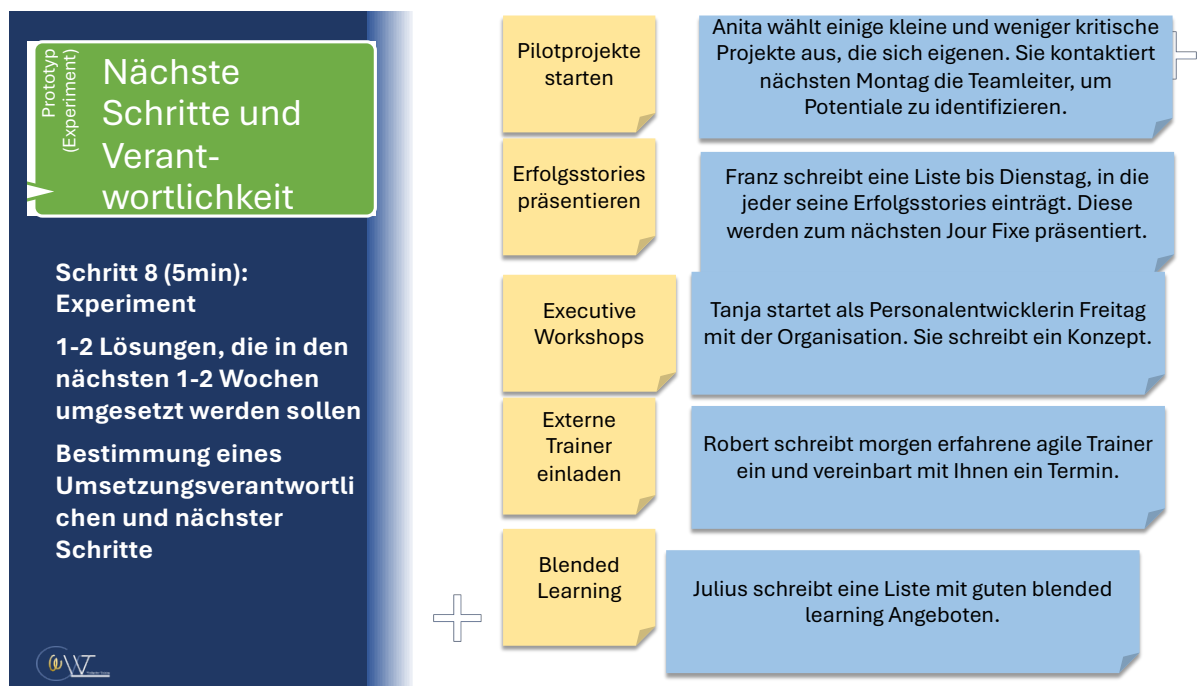 Prototyp
(Experiment)
Nächste
Schritte und
Verant-
wortlichkeit
Schritt 8 (5min):
Experiment
1-2 Lösungen, die in den
nächsten 1-2 Wochen
umgesetzt werden sollen
Bestimmung eines
Umsetzungsverantwortli
chen und nächster
Schritte
Pilotprojekte
starten
Anita wählt einige kleine und weniger kritische
Projekte aus, die sich eigenen. Sie kontaktiert
nächsten Montag die Teamleiter, um
Potentiale zu identifizieren.
Erfolgsstories
präsentieren
Franz schreibt eine Liste bis Dienstag, in die
jeder seine Erfolgsstories einträgt. Diese
werden zum nächsten Jour Fixe präsentiert.
Executive
Workshops
Tanja startet als Personalentwicklerin Freitag
mit der Organisation. Sie schreibt ein Konzept.
Externe
Trainer
einladen
Robert schreibt morgen erfahrene agile Trainer
ein und vereinbart mit Ihnen ein Termin.
Blended
Learning
Julius schreibt eine Liste mit guten blended
learning Angeboten.